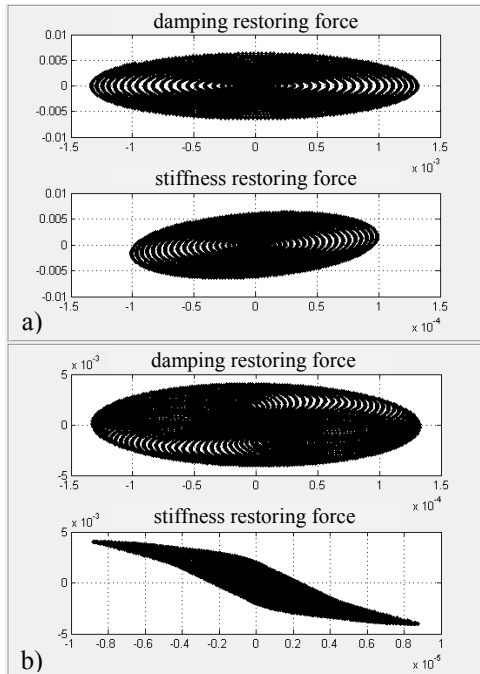 damping restoring force
0.01
0.005
0
-0.005
-0.01
-1.5 -1 -0.5 0 0.5 1 1.5
x 10⁻³
stiffness restoring force
0.01
0.005
0
-0.005
-0.01
-1.5 -1 -0.5 0 0.5 1 1.5
x 10⁻⁴
a)
damping restoring force
x 10⁻³
5
0
-5
-1.5 -1 -0.5 0 0.5 1 1.5
x 10⁻⁴
stiffness restoring force
x 10⁻³
5
0
-5
-1 -0.8 -0.6 -0.4 -0.2 0 0.2 0.4 0.6 0.8 1
x 10⁻⁵
b)